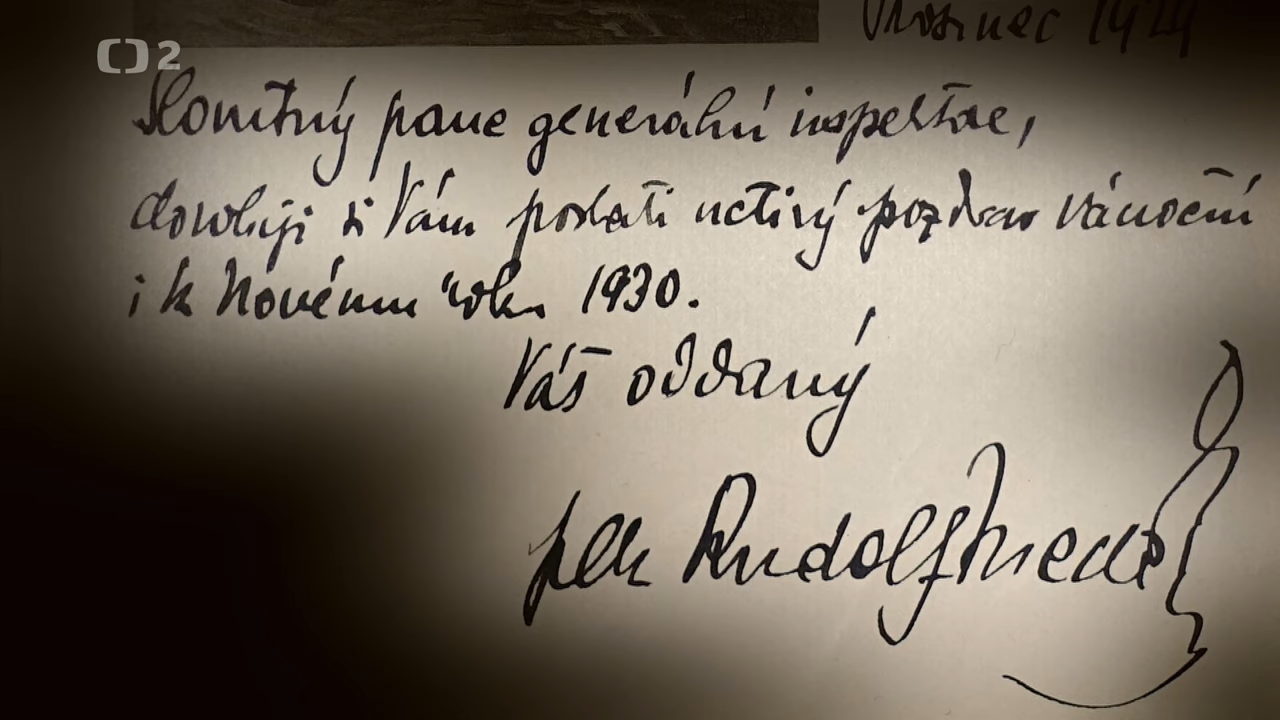 Prosinec 1929
2
Slovutný pane generální inspektore,
dovoluji si Vám poslati uctivý pozdrav vánoční
i k Novému roku 1930.
Váš oddaný
plk Rudolf Medek